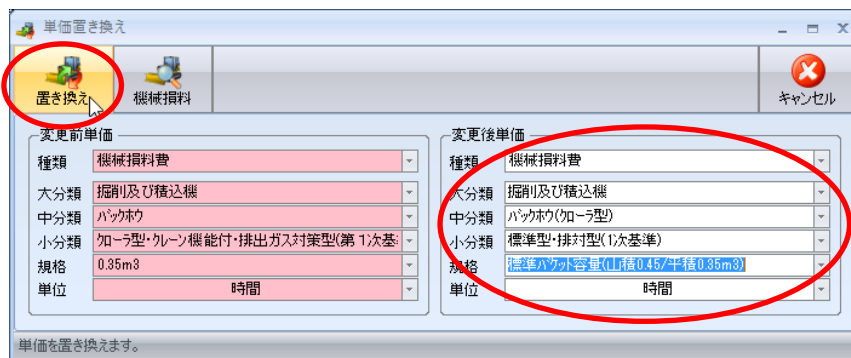 単価置き換え
置き換え
機械損料
キャンセル
変更前単価
種類 機械損料費
大分類 掘削及び積込機
中分類 バックホウ
小分類 クローラ型・クレーン機能付・排出ガス対策型(第1次基
規格 0.35m3
単位 時間
変更後単価
種類 機械損料費
大分類 掘削及び積込機
中分類 バックホウ(クローラ型)
小分類 標準型・排対型(1次基準)
規格 標準バケット容量(山積0.45/平積0.35m3)
単位 時間
単価を置き換えます。